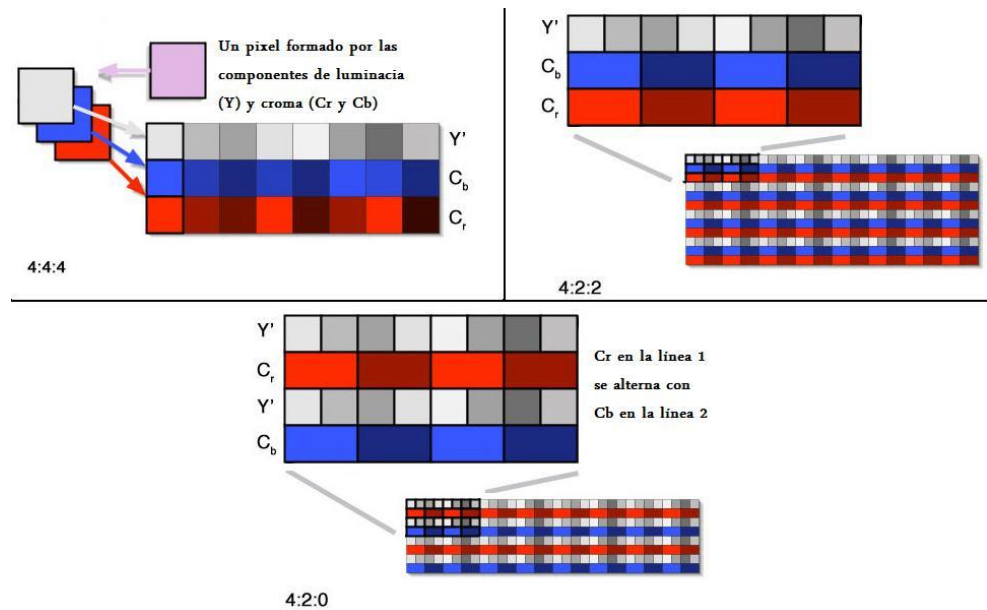 Un pixel formado por las
componentes de luminacia
(Y) y croma (Cr y Cb)
Y'
Cb
Cr
4:4:4
Y'
Cb
Cr
4:2:2
Y'
Cr
Y'
Cb
Cr en la línea 1
se alterna con
Cb en la línea 2
4:2:0